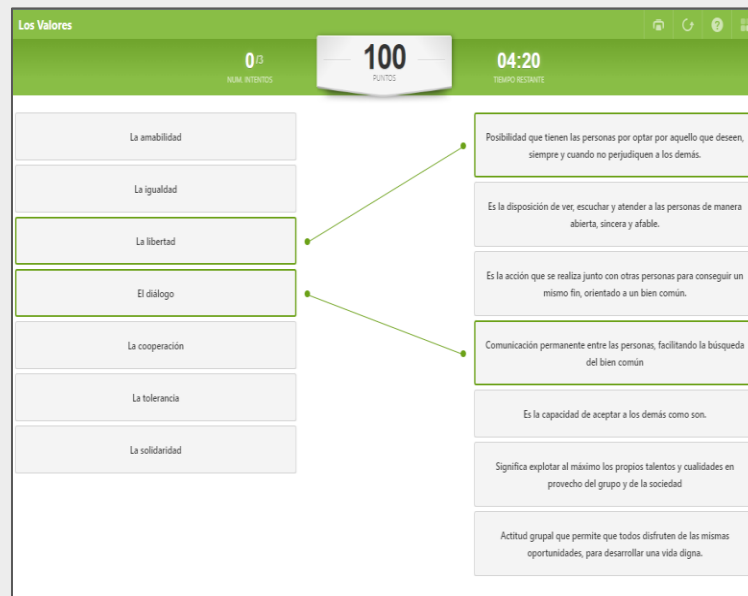 Los Valores
0/3
NUM. INTENTOS
100
PUNTOS
04:20
TIEMPO RESTANTE
La amabilidad
La igualdad
La libertad
El diálogo
La cooperación
La tolerancia
La solidaridad
Posibilidad que tienen las personas por optar por aquello que deseen,
siempre y cuando no perjudiquen a los demás.
Es la disposición de ver, escuchar y atender a las personas de manera
abierta, sincera y afable.
Es la acción que se realiza junto con otras personas para conseguir un
mismo fin, orientado a un bien común.
Comunicación permanente entre las personas, facilitando la búsqueda
del bien común
Es la capacidad de aceptar a los demás como son.
Significa explotar al máximo los propios talentos y cualidades en
provecho del grupo y de la sociedad
Actitud grupal que permite que todos disfruten de las mismas
oportunidades, para desarrollar una vida digna.